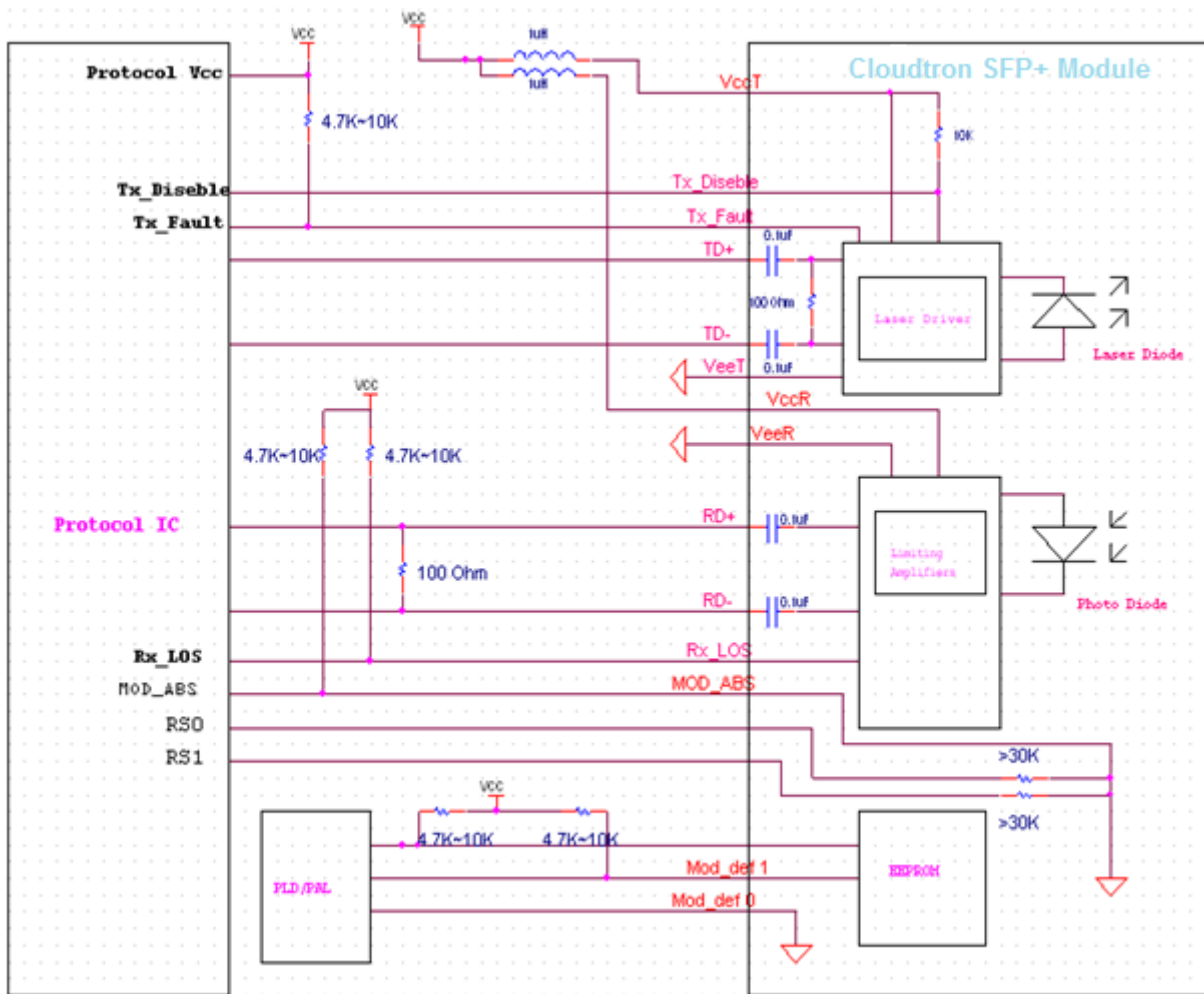 VCC
VCC
1uH
1uH
Protocol Vcc
Cloudtron SFP+ Module
VccT
4.7K~10K
10K
Tx_Diseble
Tx_Diseble
Tx_Fault
Tx_Fault
0.1uF
TD+
100 Ohm
Laser Driver
TD-
0.1uF
Laser Diode
VeeT
VCC
VccR
VeeR
4.7K~10K
4.7K~10K
Protocol IC
RD+
0.1uF
Limiting
Amplifiers
100 Ohm
RD-
0.1uF
Photo Diode
Rx_LOS
Rx_LOS
MOD_ABS
MOD_ABS
RS0
RS1
>30K
>30K
VCC
4.7K~10K
4.7K~10K
PLD/PAL
Mod_def 1
EEPROM
Mod_def 0